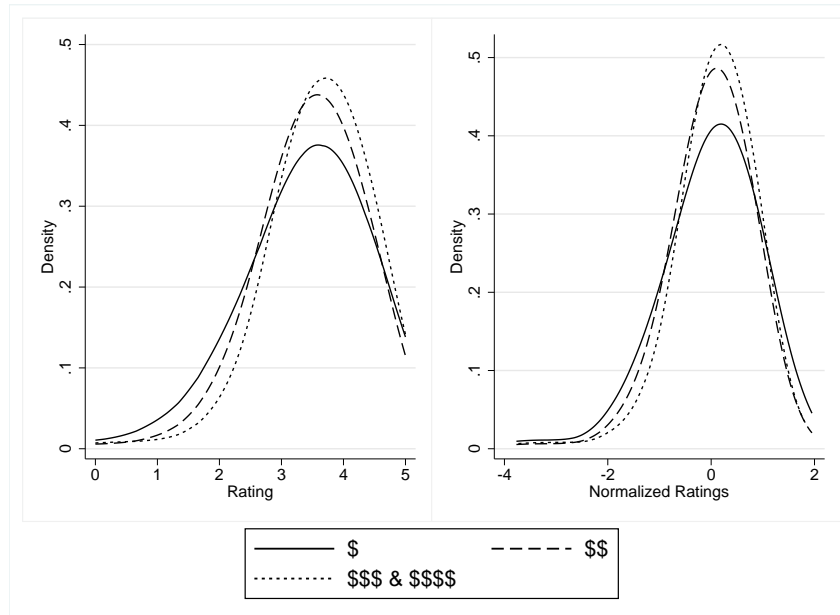 Density
.5
.4
.3
.2
.1
0
0 1 2 3 4 5
Rating
Density
.5
.4
.3
.2
.1
0
-4 -2 0 2
Normalized Ratings
$ $$
$$$ & $$$$